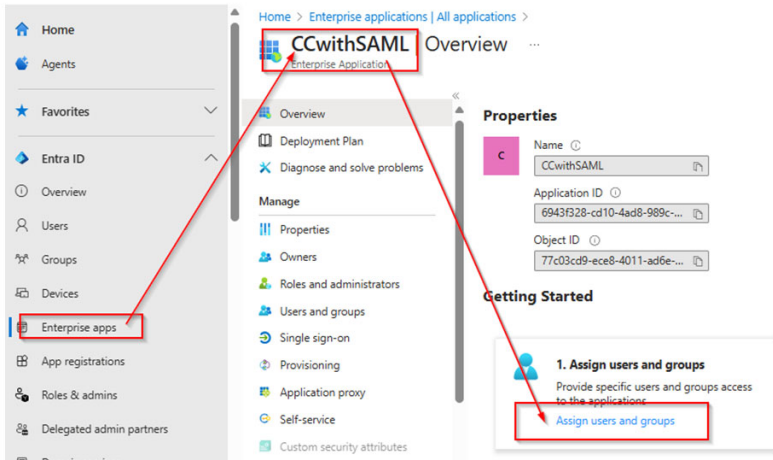 Home
Agents
Favorites
Entra ID
Overview
Users
Groups
Devices
Enterprise apps
App registrations
Roles & admins
Delegated admin partners
Home > Enterprise applications | All applications >
CCwithSAML | Overview ...
Enterprise Application
«
Overview
Deployment Plan
Diagnose and solve problems
Manage
Properties
Owners
Roles and administrators
Users and groups
Single sign-on
Provisioning
Application proxy
Self-service
Custom security attributes
Properties
C
Name
CCwithSAML
Application ID
6943f328-cd10-4ad8-989c-...
Object ID
77c03cd9-ece8-4011-ad6e-...
Getting Started
1. Assign users and groups
Provide specific users and groups access
to the applications
Assign users and groups